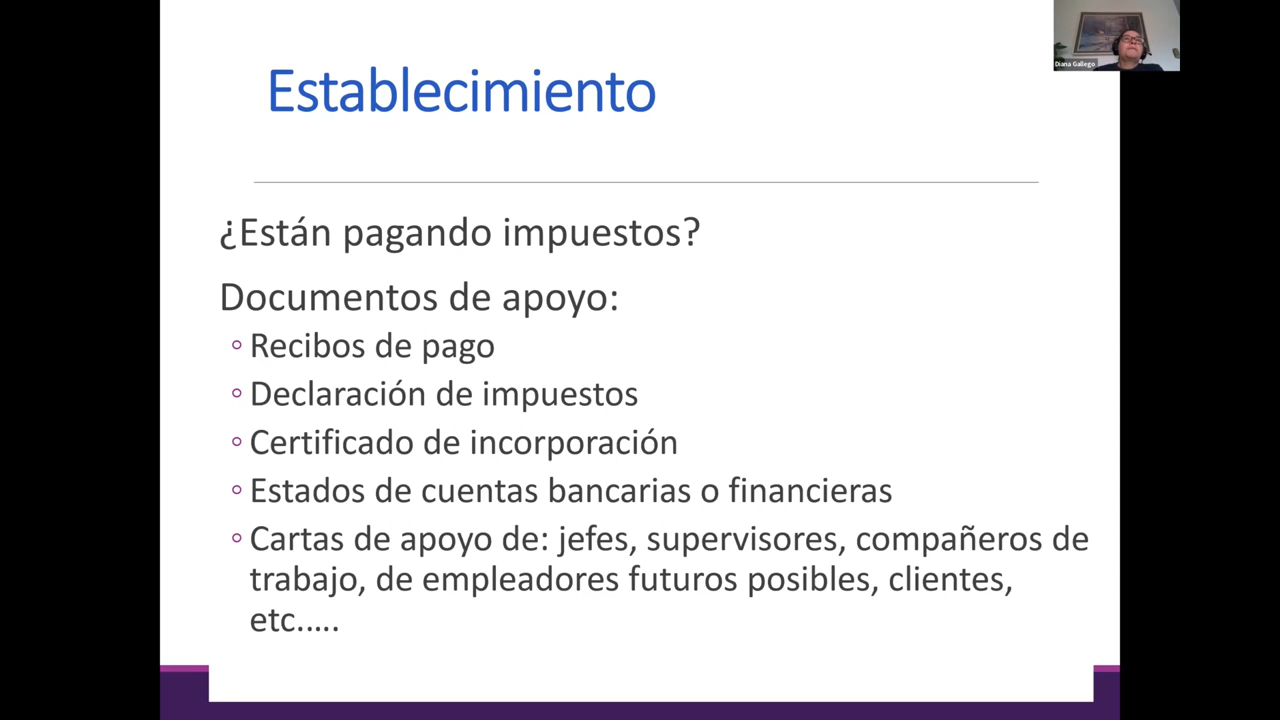 Establecimiento
Diana Gallego
¿Están pagando impuestos?
Documentos de apoyo:
◦ Recibos de pago
◦ Declaración de impuestos
◦ Certificado de incorporación
◦ Estados de cuentas bancarias o financieras
◦ Cartas de apoyo de: jefes, supervisores, compañeros de
trabajo, de empleadores futuros posibles, clientes,
etc.....